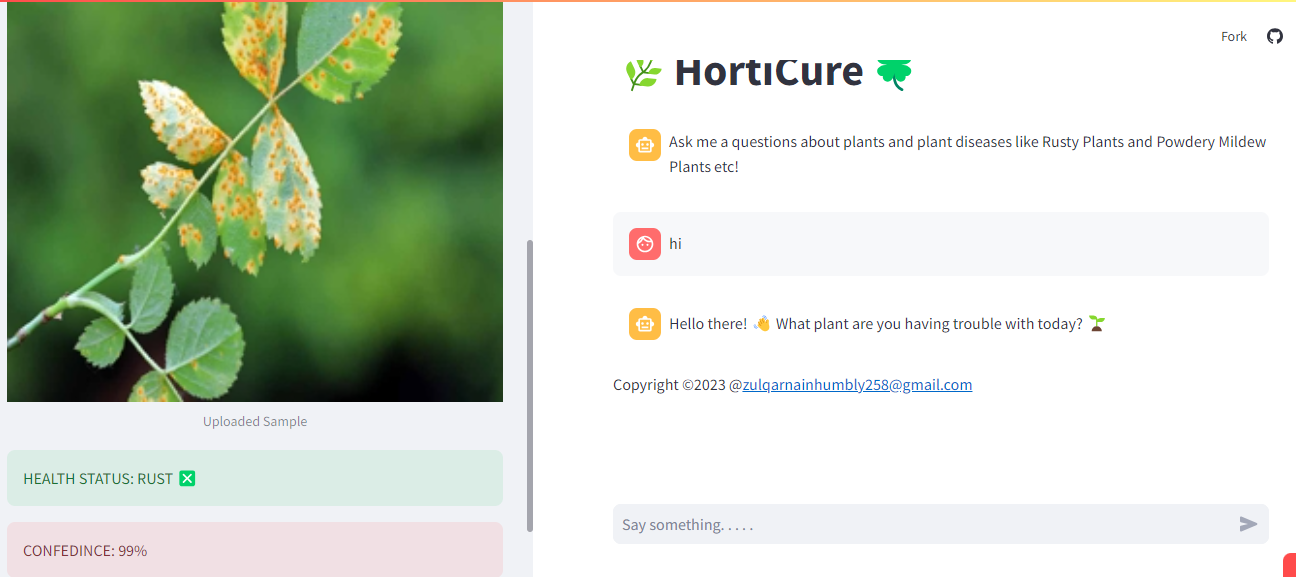 Uploaded Sample
HEALTH STATUS: RUST ❎
CONFEDINCE: 99%
Fork
🌿 HortiCure ☘️
Ask me a questions about plants and plant diseases like Rusty Plants and Powdery Mildew
Plants etc!
hi
Hello there! 👋 What plant are you having trouble with today? 🌱
Copyright ©2023 @zulqarnainhumbly258@gmail.com
Say something. . . . .